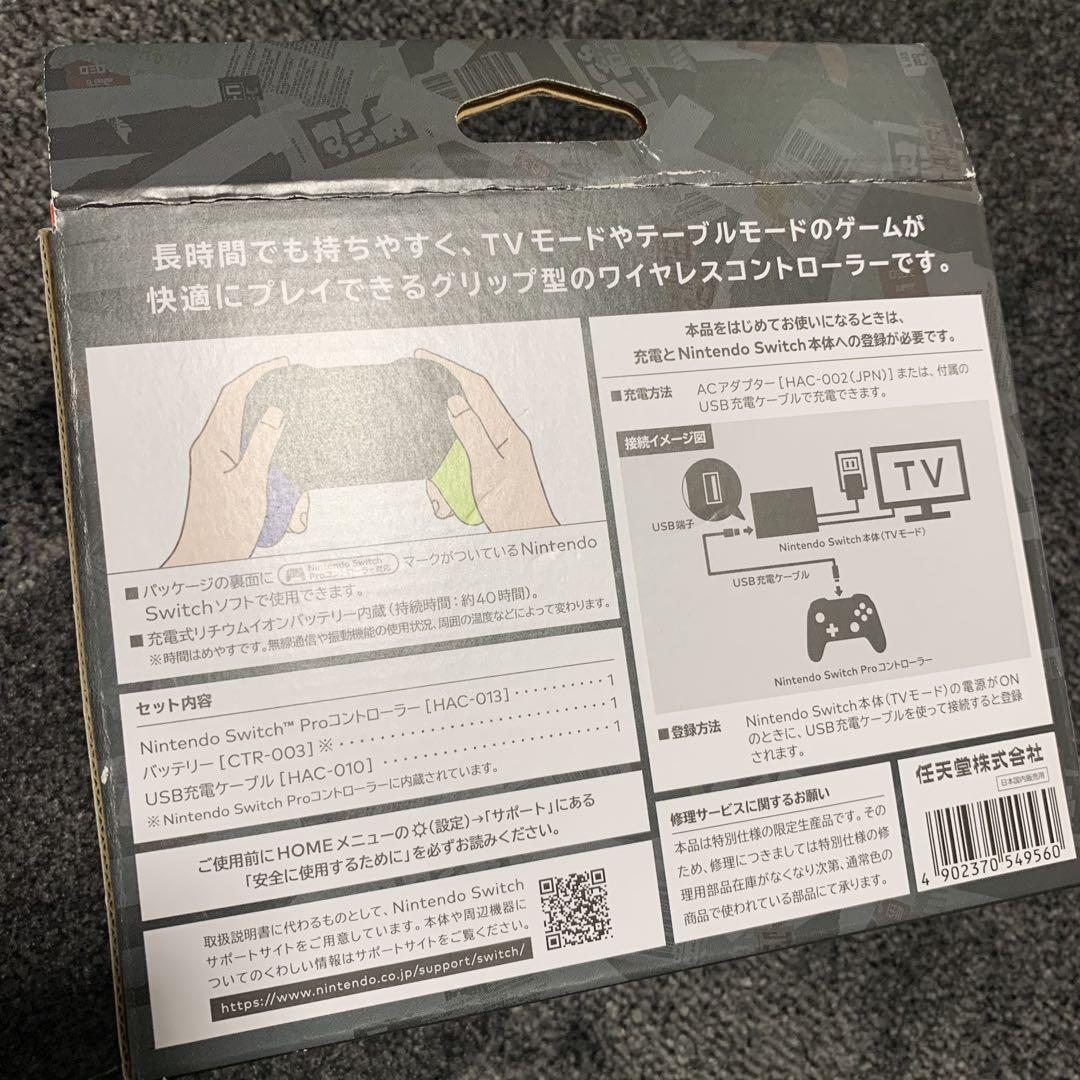 長時間でも持ちやすく、TVモードやテーブルモードのゲームが
快適にプレイできるグリップ型のワイヤレスコントローラーです。
■パッケージの裏面に Nintendo Switch Proコントローラー対応 マークがついているNintendo
Switchソフトで使用できます。
■充電式リチウムイオンバッテリー内蔵(持続時間:約40時間)。
※時間はめやすです。無線通信や振動機能の使用状況、周囲の温度などによって変わります。
セット内容
Nintendo Switch™ Proコントローラー[HAC-013]・・・・・・・・・・1
バッテリー[CTR-003]※・・・・・・・・・・・・・・・・・・・・・・・・1
USB充電ケーブル[HAC-010]・・・・・・・・・・・・・・・・・・・・・1
※Nintendo Switch Proコントローラーに内蔵されています。
ご使用前にHOMEメニューの(設定)→「サポート」にある
「安全に使用するために」を必ずお読みください。
取扱説明書に代わるものとして、Nintendo Switch
サポートサイトをご用意しています。本体や周辺機器に
ついてのくわしい情報はサポートサイトをご覧ください。
https://www.nintendo.co.jp/support/switch/
本品をはじめてお使いになるときは、
充電とNintendo Switch本体への登録が必要です。
■充電方法 ACアダプター[HAC-002(JPN)]または、付属の
USB充電ケーブルで充電できます。
接続イメージ図
TV
USB端子
Nintendo Switch本体(TVモード)
USB充電ケーブル
Nintendo Switch Proコントローラー
■登録方法 Nintendo Switch本体(TVモード)の電源がON
のときに、USB充電ケーブルを使って接続すると登録
されます。
修理サービスに関するお願い
本品は特別仕様の限定生産品です。その
ため、修理につきましては特別仕様の修
理用部品在庫がなくなり次第、通常色の
商品で使われている部品にて承ります。
任天堂株式会社
日本国内販売用
4 902370 549560